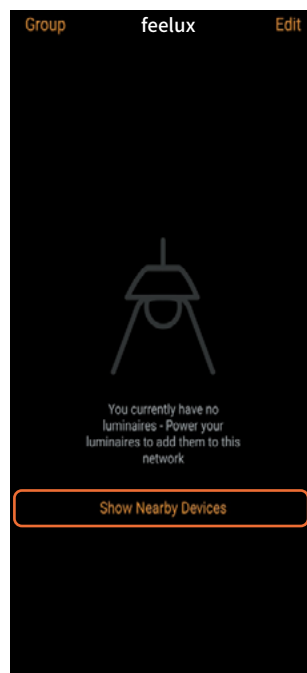 Group feelux Edit
You currently have no
luminaires - Power your
luminaires to add them to this
network
Show Nearby Devices